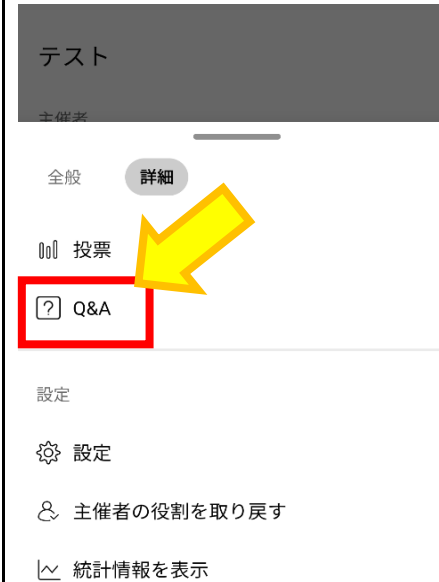 テスト
主催者
全般
詳細
投票
Q&A
設定
設定
主催者の役割を取り戻す
統計情報を表示